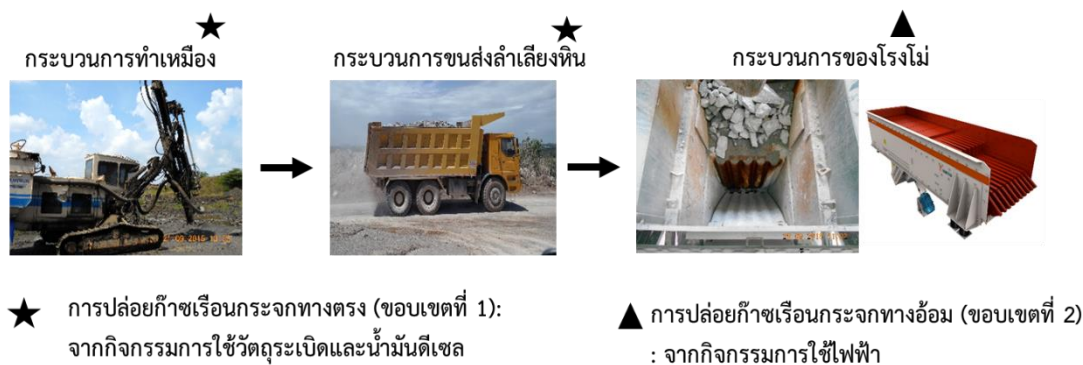 กระบวนการทำเหมือง
กระบวนการขนส่งลำเลียงหิน
กระบวนการของโรงโม่
การปล่อยก๊าซเรือนกระจกทางตรง (ขอบเขตที่ 1):
จากกิจกรรมการใช้วัตถุระเบิดและน้ำมันดีเซล
การปล่อยก๊าซเรือนกระจกทางอ้อม (ขอบเขตที่ 2)
: จากกิจกรรมการใช้ไฟฟ้า